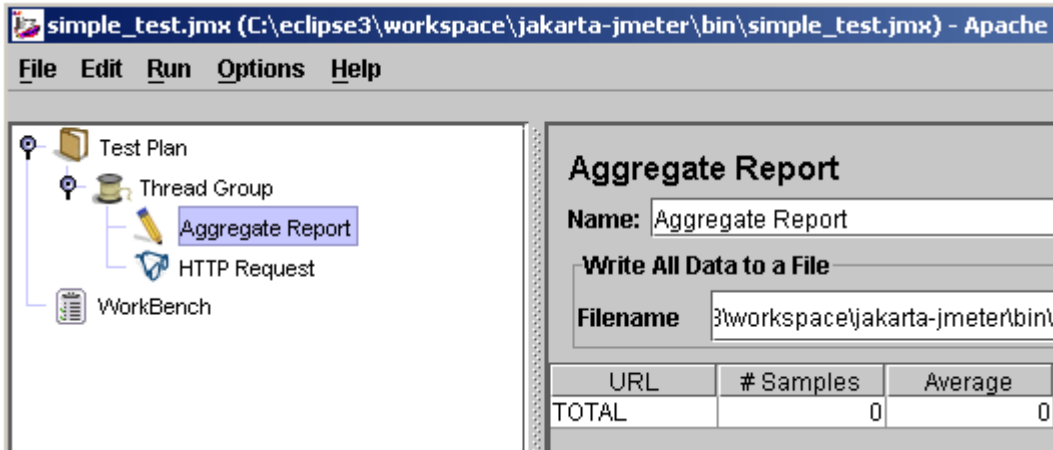 simple_test.jmx (C:\eclipse3\workspace\jakarta-jmeter\bin\simple_test.jmx) - Apache
File Edit Run Options Help
Test Plan
Thread Group
Aggregate Report
HTTP Request
WorkBench
Aggregate Report
Name: Aggregate Report
Write All Data to a File
Filename 3\workspace\jakarta-jmeter\bin\
URL # Samples Average
TOTAL 0 0